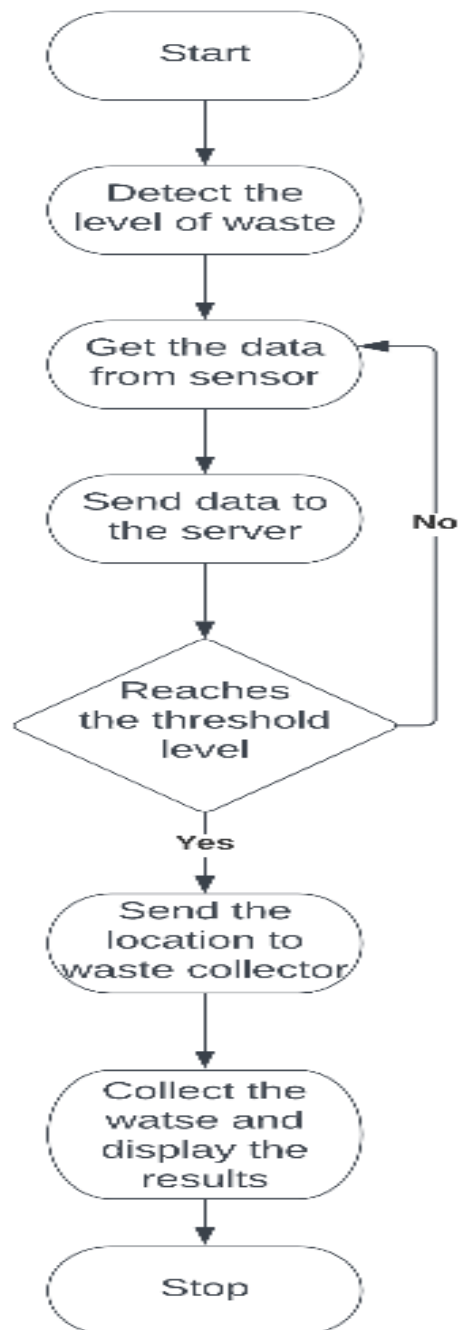 Start
Detect the
level of waste
Get the data
from sensor
Send data to
the server
No
Reaches
the threshold
level
Yes
Send the
location to
waste collector
Collect the
watse and
display the
results
Stop